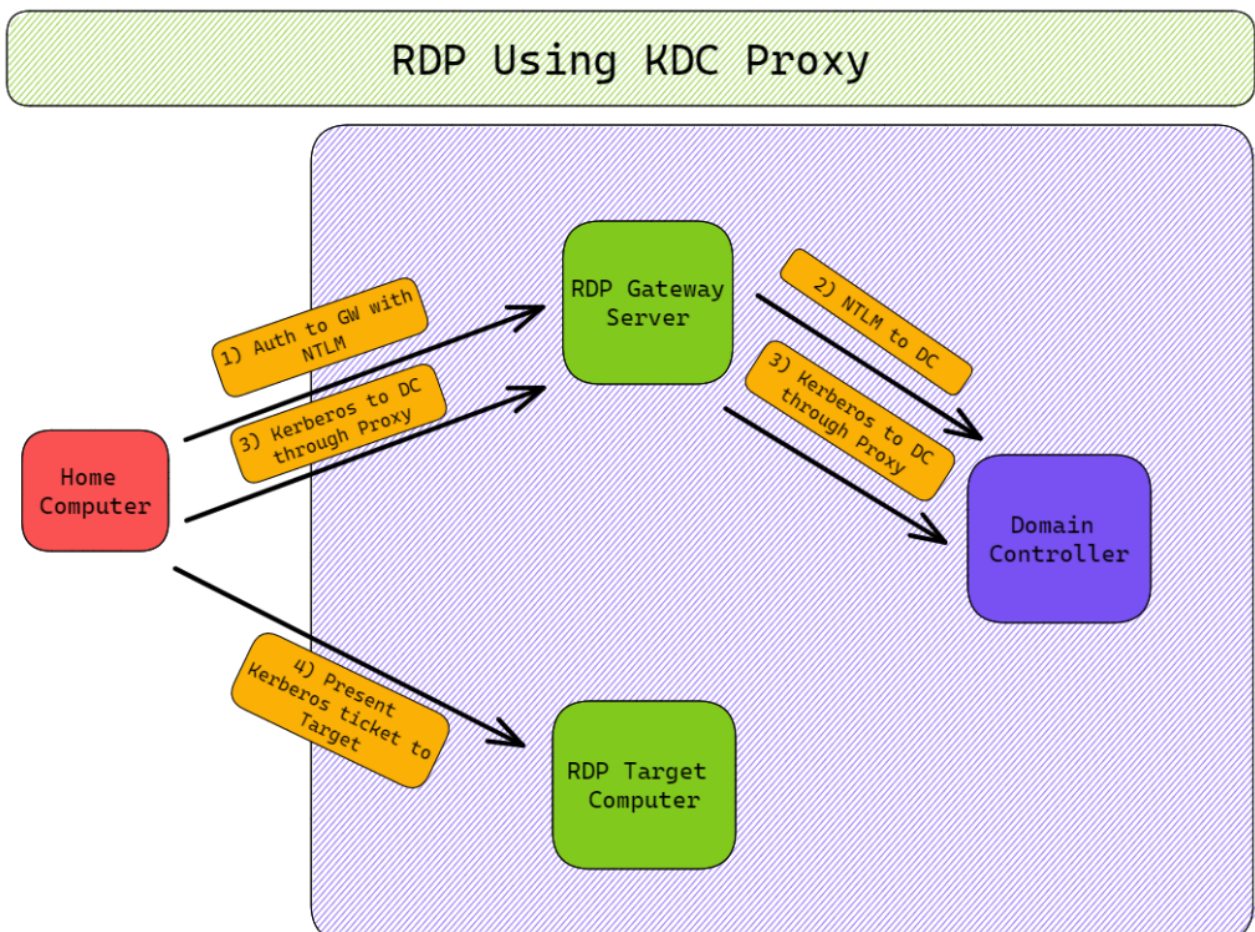 RDP Using KDC Proxy
1) Auth to GW with
NTLM
3) Kerberos to DC
through Proxy
RDP Gateway
Server
2) NTLM to DC
3) Kerberos to DC
through Proxy
Home
Computer
Domain
Controller
4) Present
Kerberos ticket to
Target
RDP Target
Computer